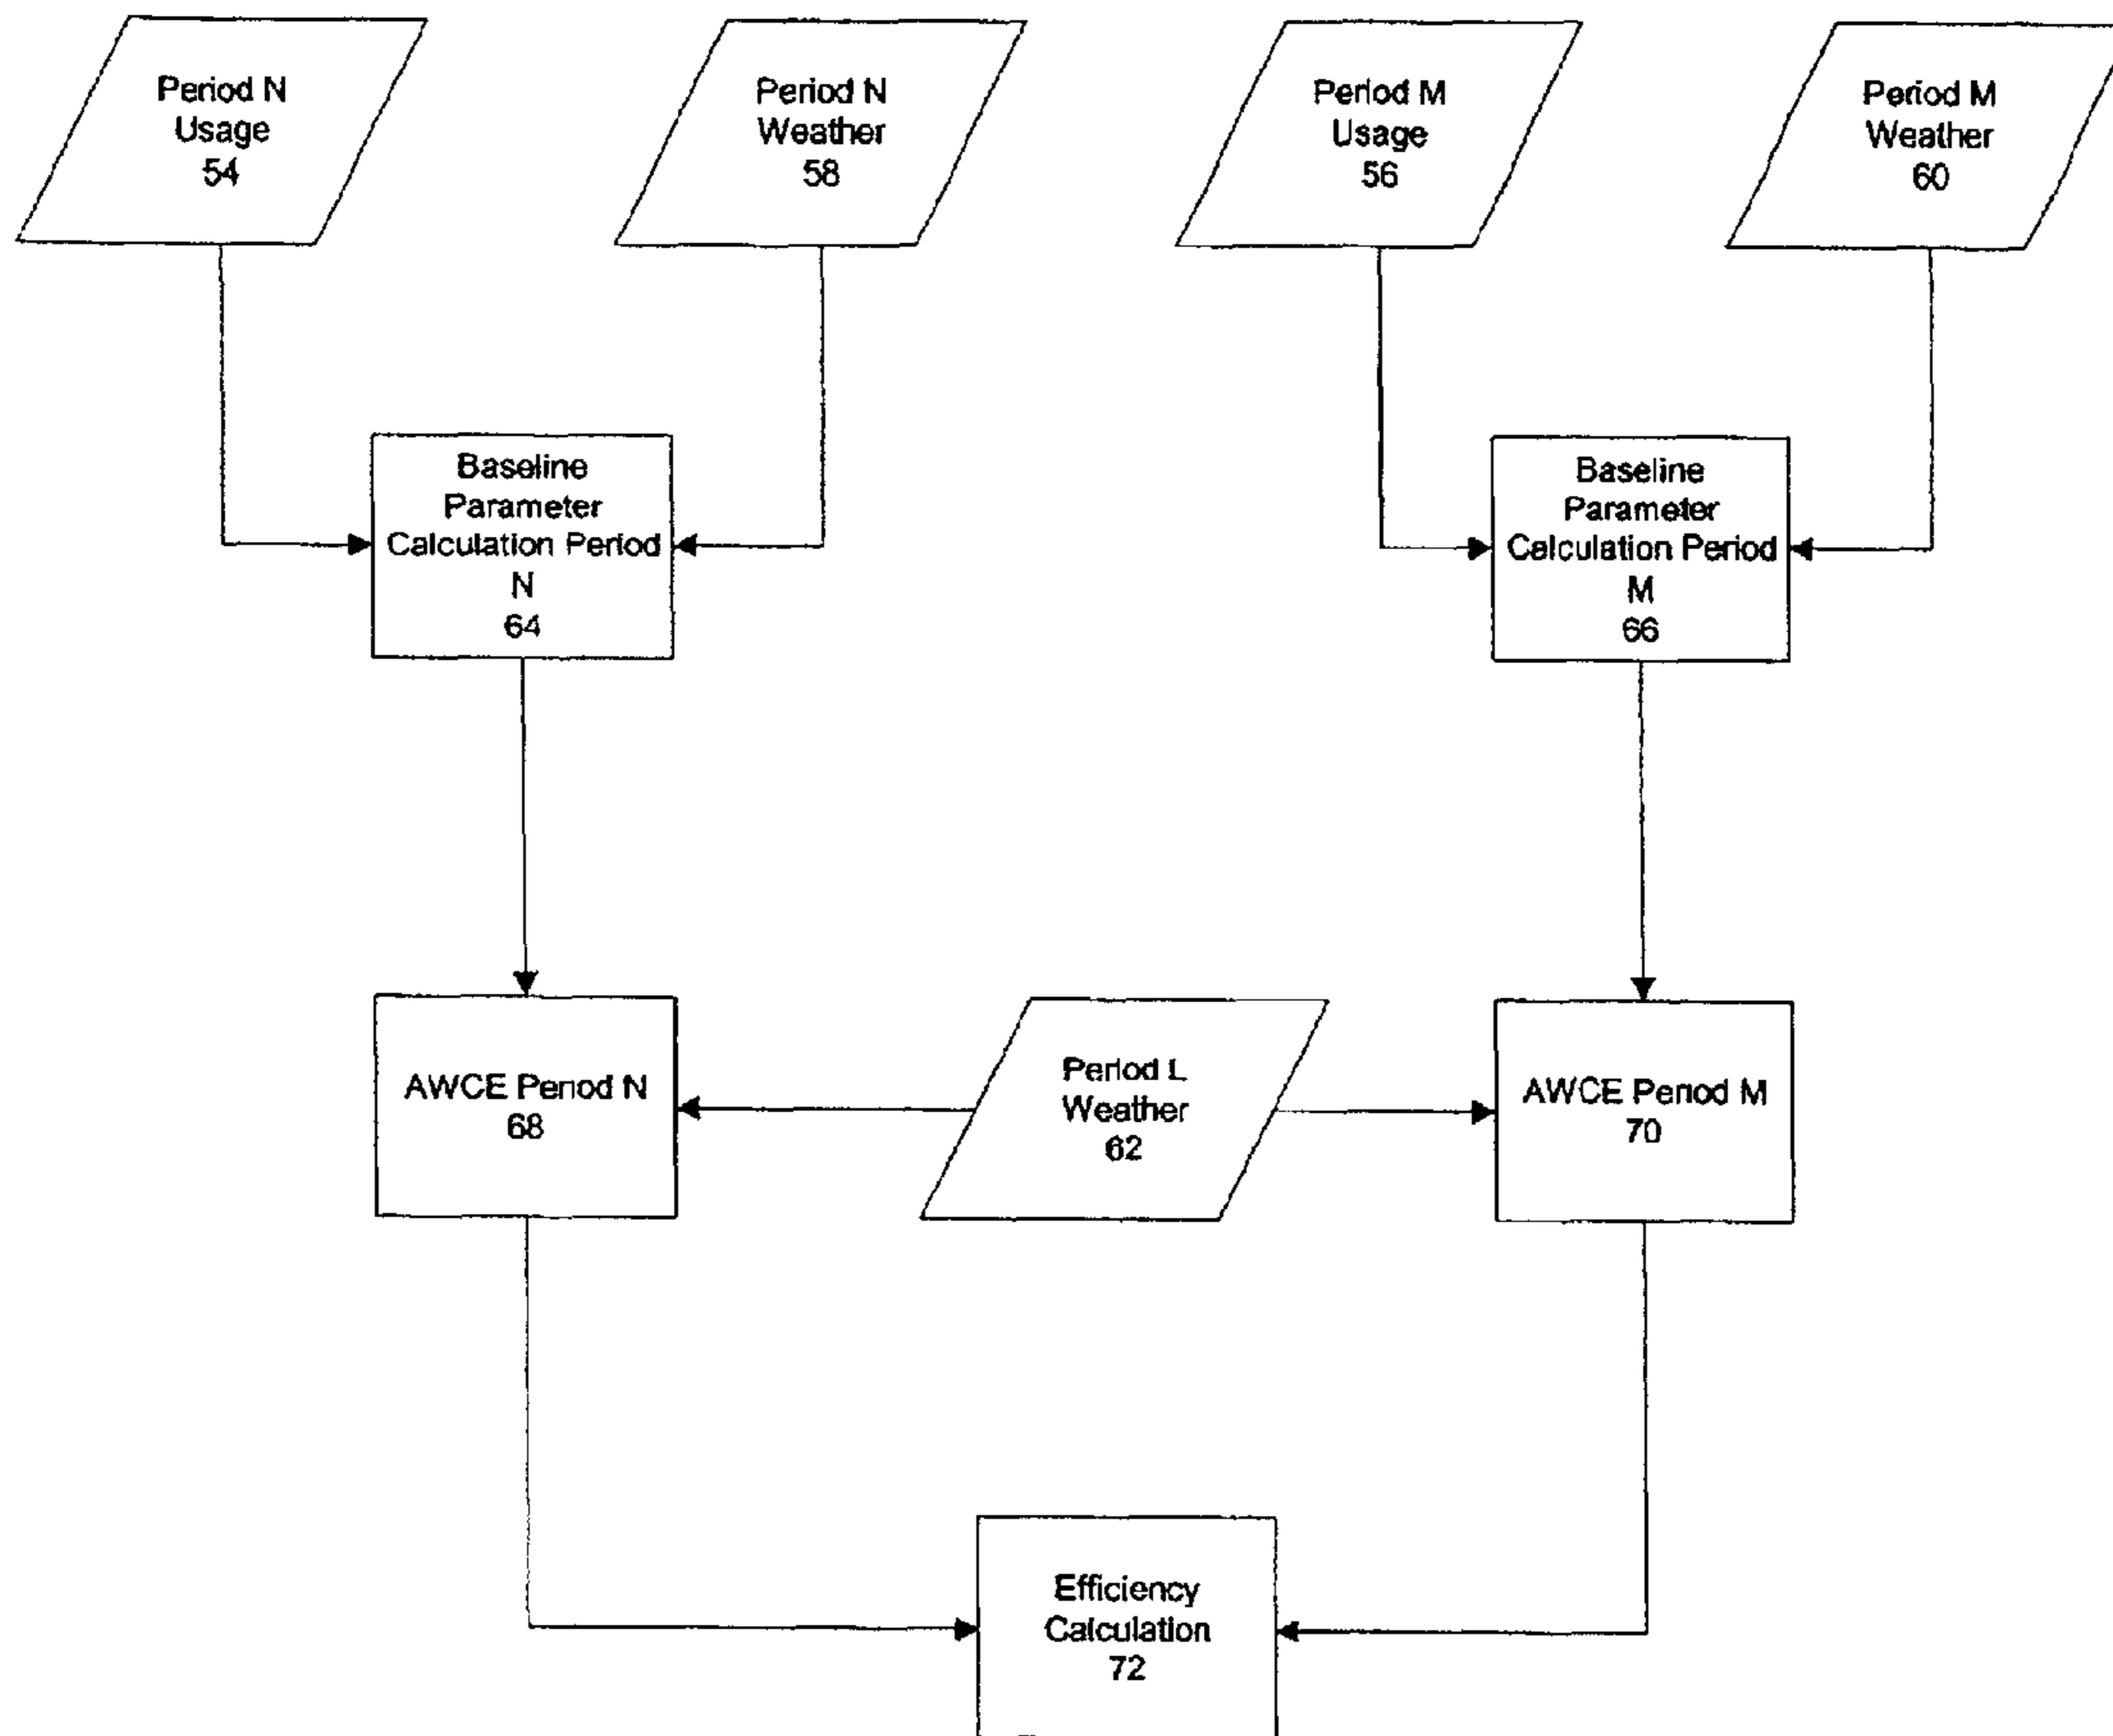 Period N
Usage
54
Period N
Weather
58
Period M
Usage
56
Period M
Weather
60
Baseline
Parameter
Calculation Period
N
64
Baseline
Parameter
Calculation Period
M
66
AWCE Period N
68
Period L
Weather
62
AWCE Period M
70
Efficiency
Calculation
72